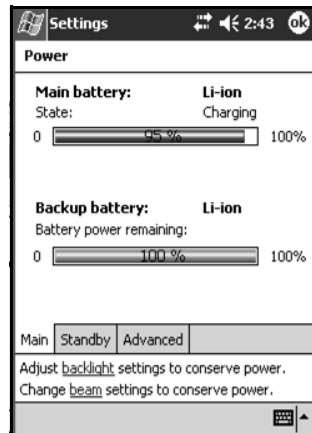 Settings 2:43 ok
Power
Main battery: Li-ion
State: Charging
0 95 % 100%
Backup battery: Li-ion
Battery power remaining:
0 100 % 100%
Main Standby Advanced
Adjust backlight settings to conserve power.
Change beam settings to conserve power.